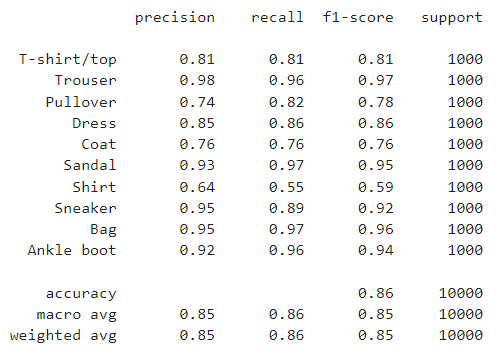 precision recall f1-score support
T-shirt/top 0.81 0.81 0.81 1000
Trouser 0.98 0.96 0.97 1000
Pullover 0.74 0.82 0.78 1000
Dress 0.85 0.86 0.86 1000
Coat 0.76 0.76 0.76 1000
Sandal 0.93 0.97 0.95 1000
Shirt 0.64 0.55 0.59 1000
Sneaker 0.95 0.89 0.92 1000
Bag 0.95 0.97 0.96 1000
Ankle boot 0.92 0.96 0.94 1000
accuracy 0.86 10000
macro avg 0.85 0.86 0.85 10000
weighted avg 0.85 0.86 0.85 10000